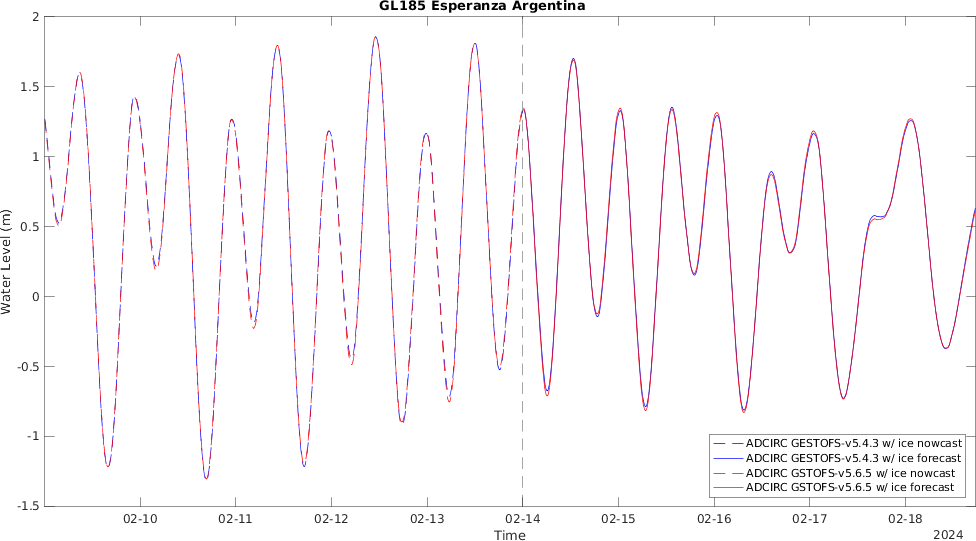 GL185 Esperanza Argentina
2
1.5
1
0.5
0
-0.5
-1
-1.5
Water Level (m)
ADCIRC GESTOFS-v5.4.3 w/ ice nowcast
ADCIRC GESTOFS-v5.4.3 w/ ice forecast
ADCIRC GSTOFS-v5.6.5 w/ ice nowcast
ADCIRC GSTOFS-v5.6.5 w/ ice forecast
02-10 02-11 02-12 02-13 02-14 02-15 02-16 02-17 02-18
Time
2024